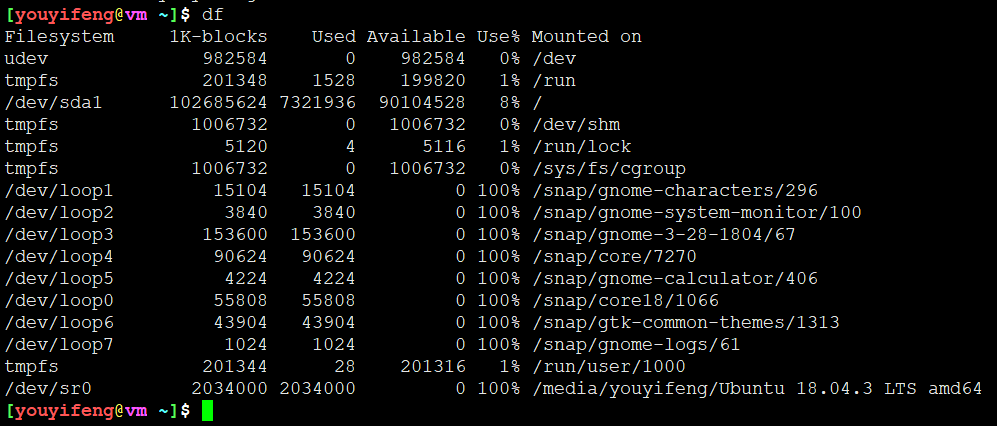 [youyifeng@vm ~]$ df
Filesystem     1K-blocks    Used Available Use% Mounted on
udev              982584       0    982584   0% /dev
tmpfs             201348    1528    199820   1% /run
/dev/sda1      102685624 7321936  90104528   8% /
tmpfs            1006732       0   1006732   0% /dev/shm
tmpfs               5120       4      5116   1% /run/lock
tmpfs            1006732       0   1006732   0% /sys/fs/cgroup
/dev/loop1         15104   15104         0 100% /snap/gnome-characters/296
/dev/loop2          3840    3840         0 100% /snap/gnome-system-monitor/100
/dev/loop3        153600  153600         0 100% /snap/gnome-3-28-1804/67
/dev/loop4         90624   90624         0 100% /snap/core/7270
/dev/loop5          4224    4224         0 100% /snap/gnome-calculator/406
/dev/loop0         55808   55808         0 100% /snap/core18/1066
/dev/loop6         43904   43904         0 100% /snap/gtk-common-themes/1313
/dev/loop7          1024    1024         0 100% /snap/gnome-logs/61
tmpfs             201344      28    201316   1% /run/user/1000
/dev/sr0         2034000 2034000         0 100% /media/youyifeng/Ubuntu 18.04.3 LTS amd64
[youyifeng@vm ~]$